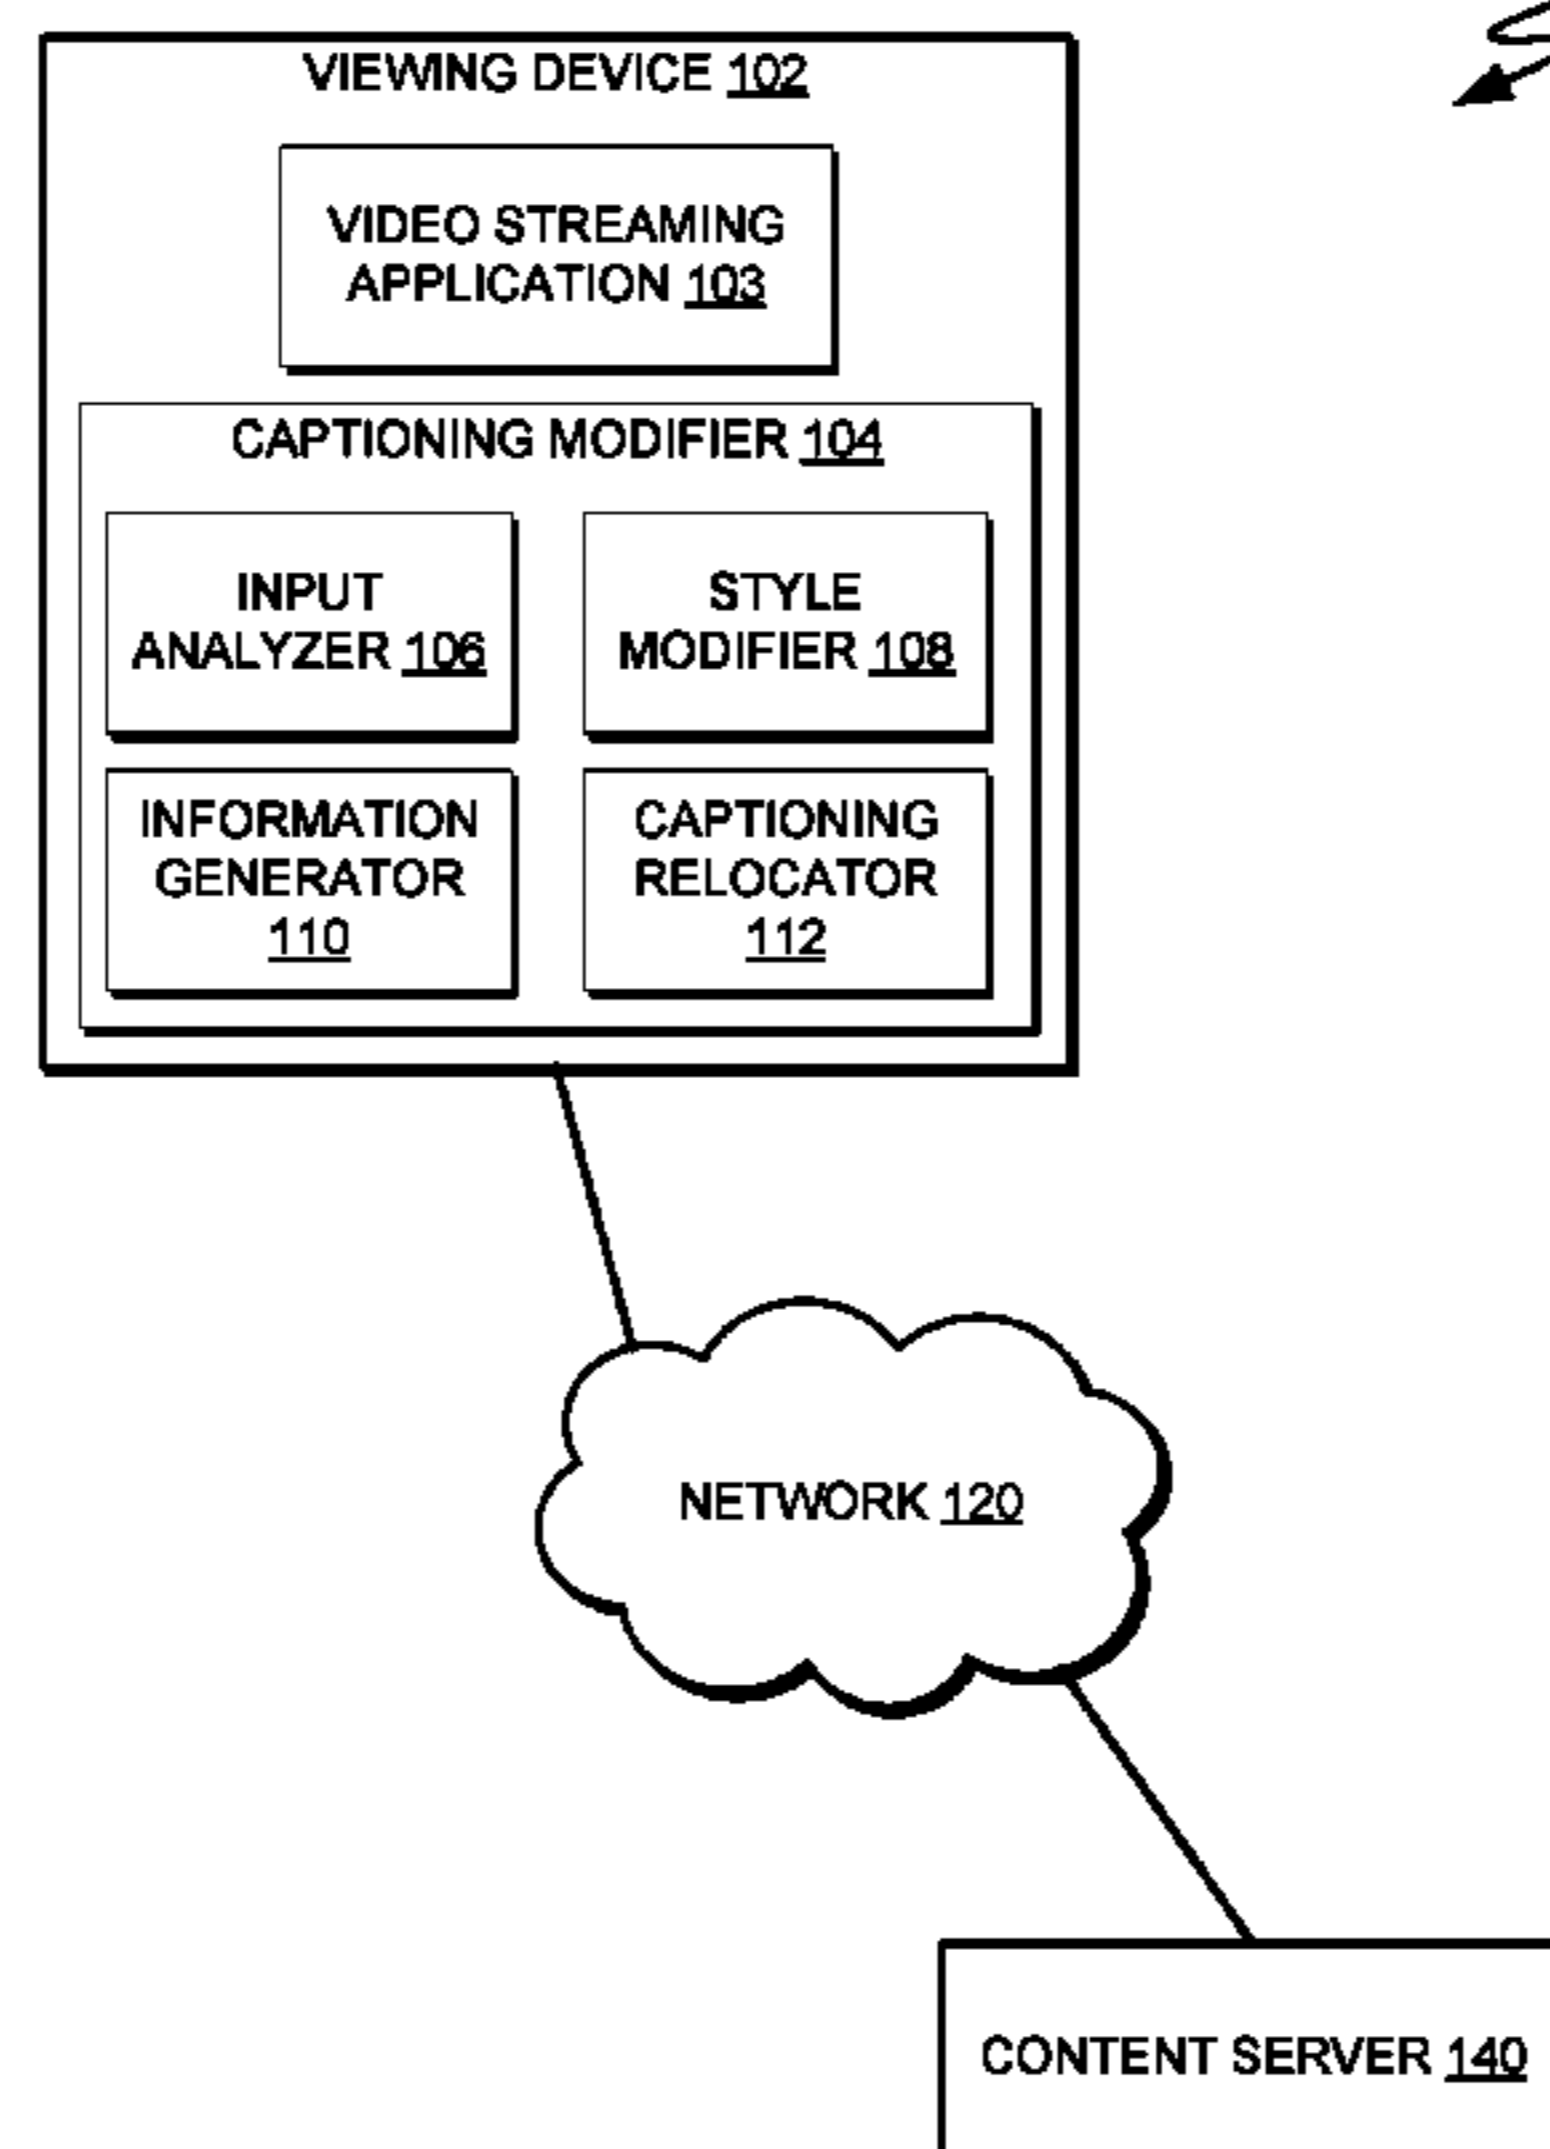 VIEWING DEVICE 102
VIDEO STREAMING
APPLICATION 103
CAPTIONING MODIFIER 104
INPUT
ANALYZER 106
STYLE
MODIFIER 108
INFORMATION
GENERATOR
110
CAPTIONING
RELOCATOR
112
NETWORK 120
CONTENT SERVER 140